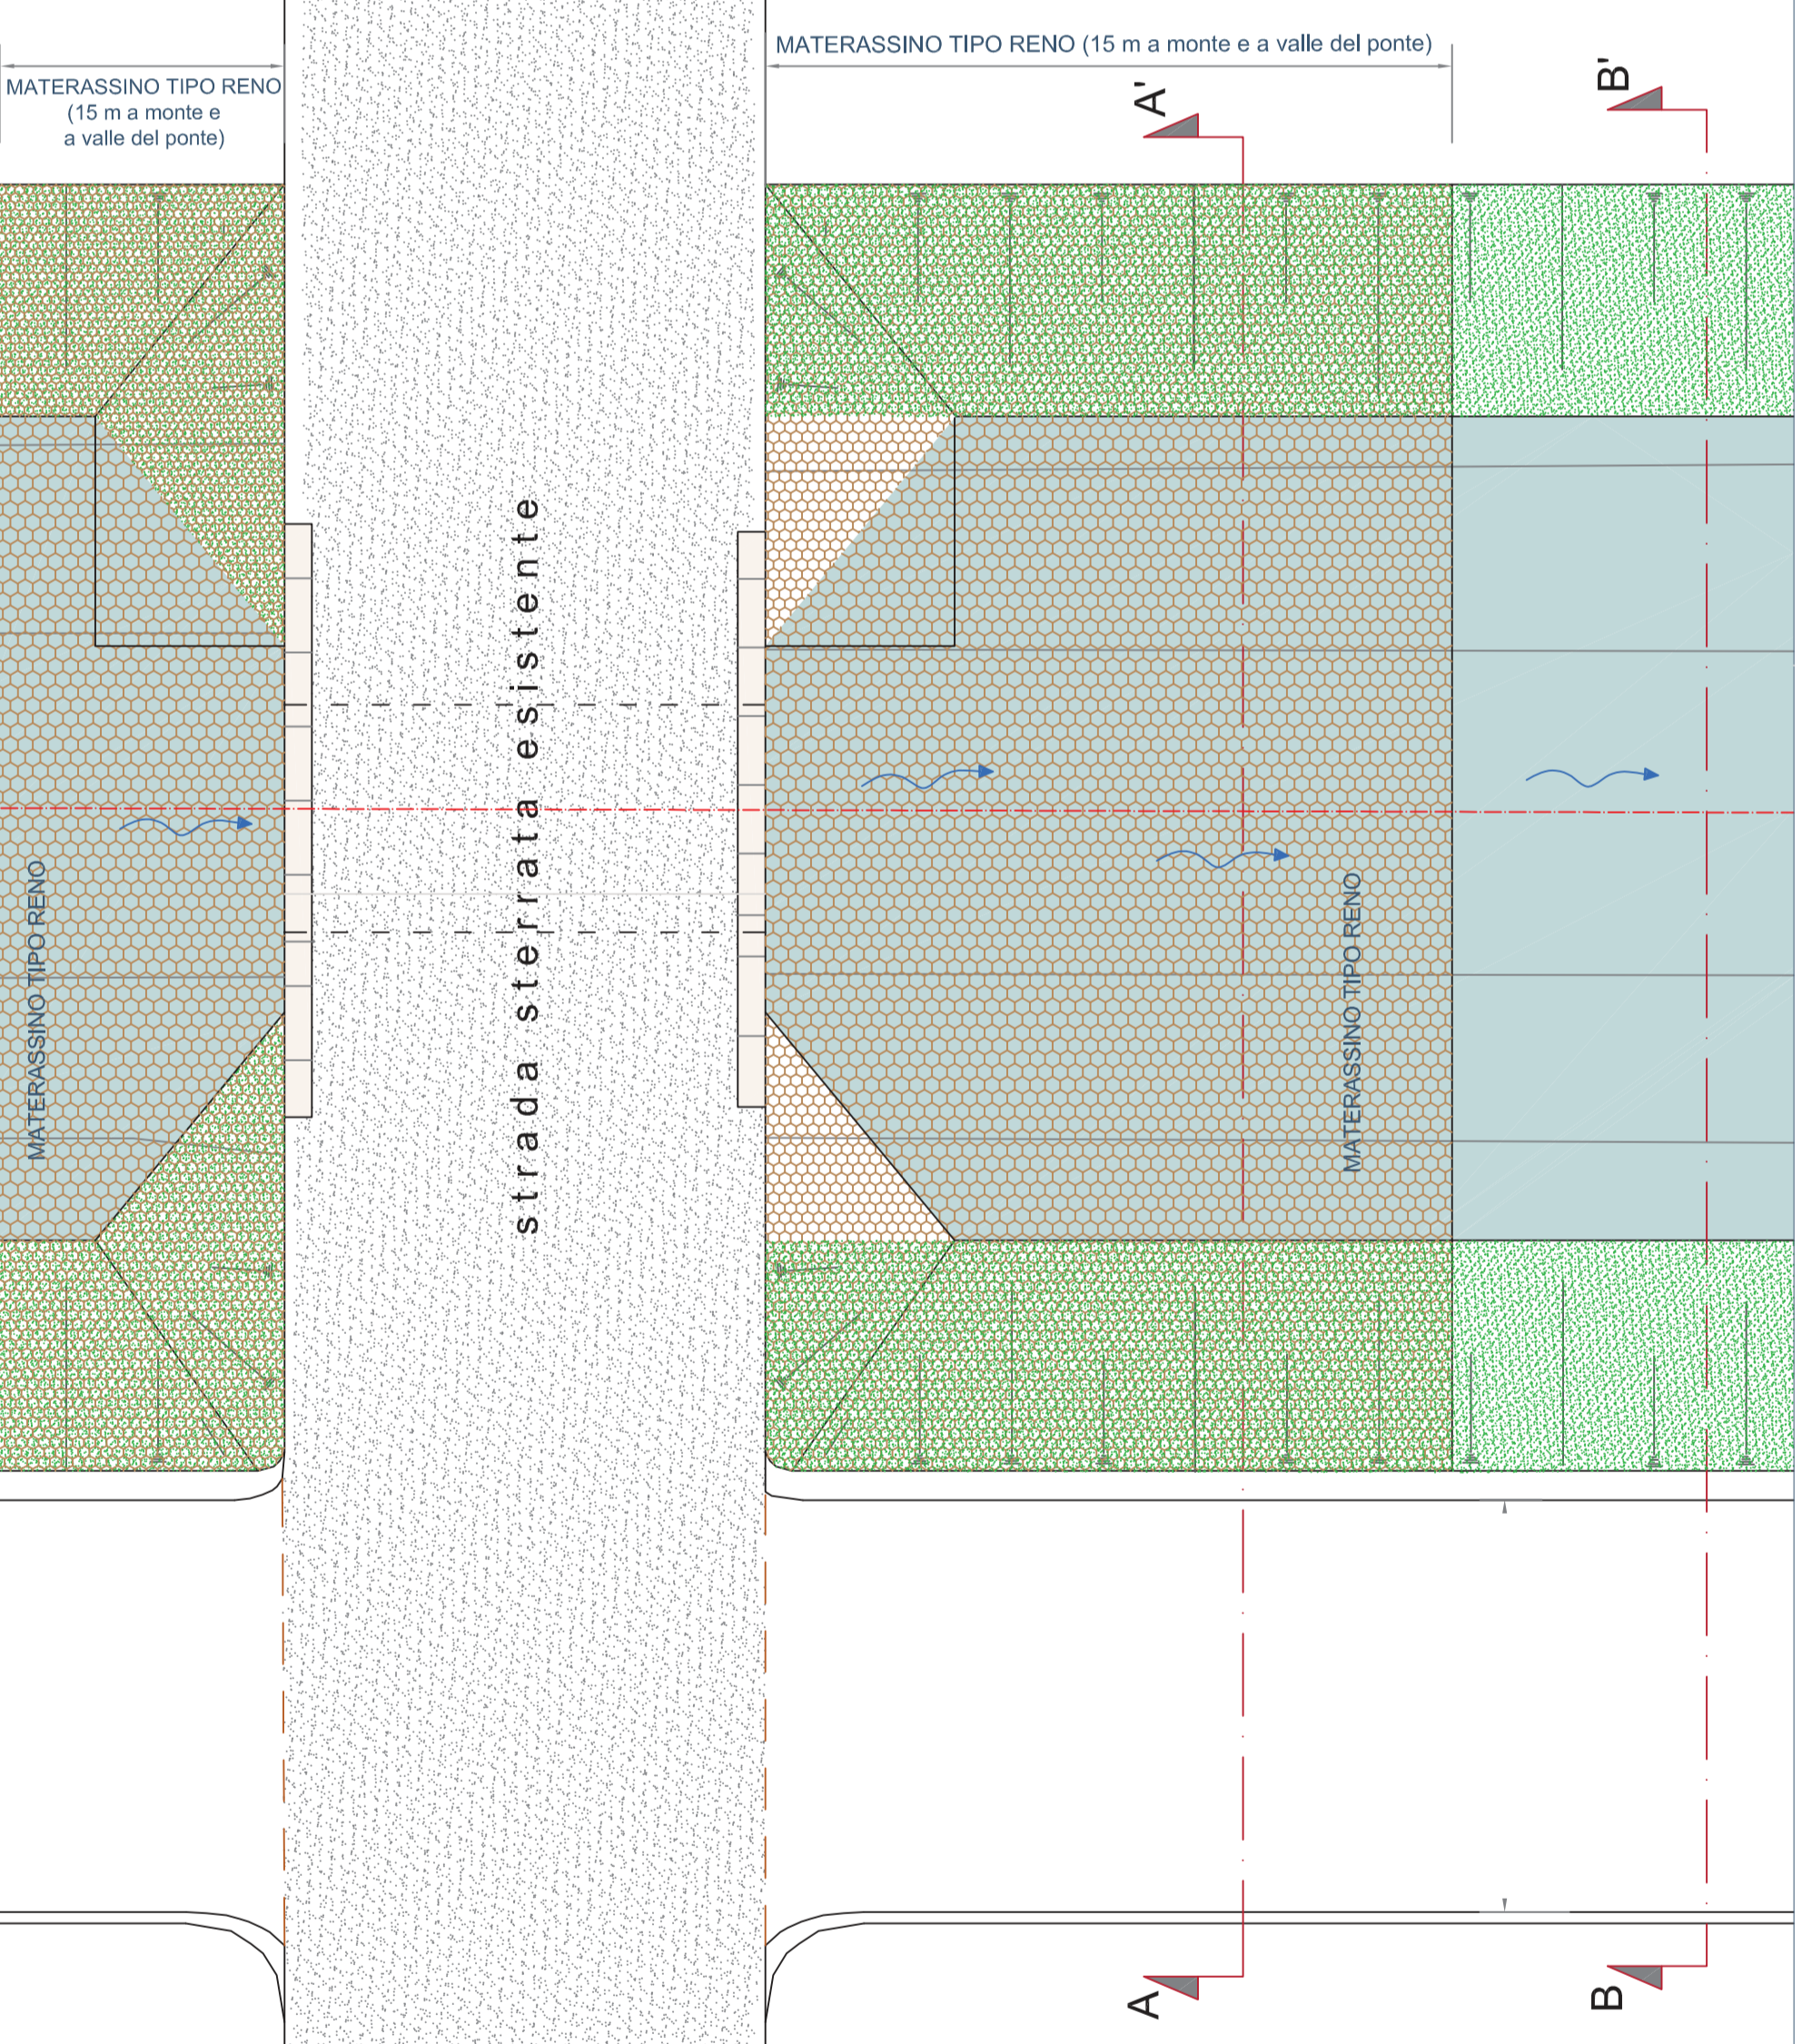 MATERASSINO TIPO RENO
(15 m a monte e
a valle del ponte)
MATERASSINO TIPO RENO (15 m a monte e a valle del ponte)
A'
B'
strada sterrata esistente
MATERASSINO TIPO RENO
MATERASSINO TIPO RENO
A
B